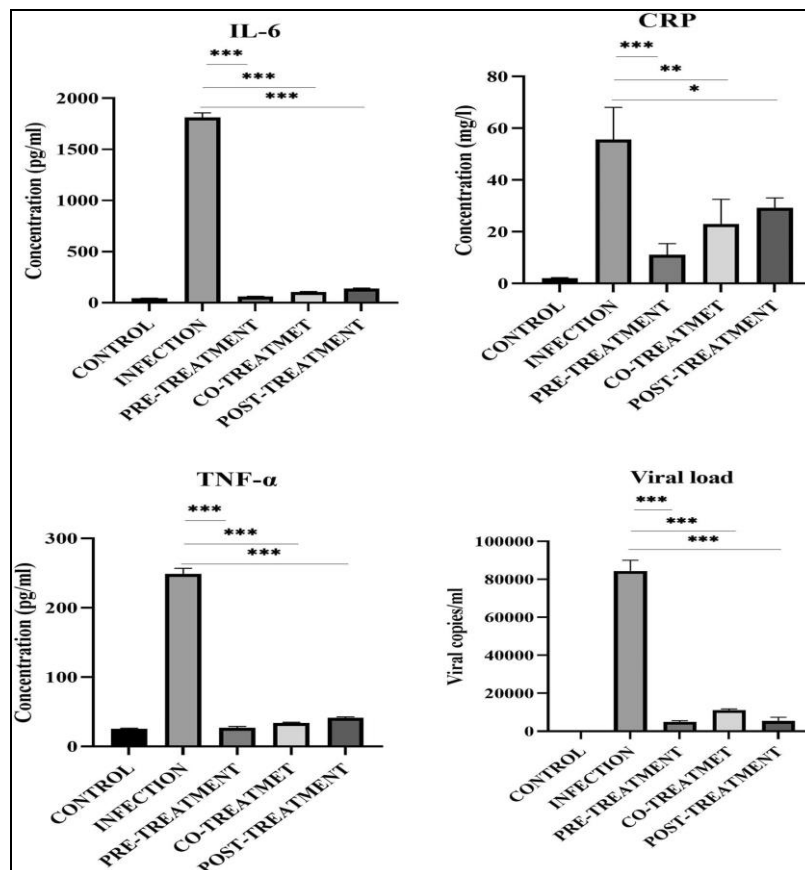 IL-6
***
***
***
Concentration (pg/ml)
2000
1500
1000
500
0
CONTROL
INFECTION
PRE-TREATMENT
CO-TREATMET
POST-TREATMENT
CRP
***
**
*
Concentration (mg/l)
80
60
40
20
0
CONTROL
INFECTION
PRE-TREATMENT
CO-TREATMET
POST-TREATMENT
TNF-α
***
***
***
Concentration (pg/ml)
300
200
100
0
CONTROL
INFECTION
PRE-TREATMENT
CO-TREATMET
POST-TREATMENT
Viral load
***
***
***
Viral copies/ml
100000
80000
60000
40000
20000
0
CONTROL
INFECTION
PRE-TREATMENT
CO-TREATMET
POST-TREATMENT